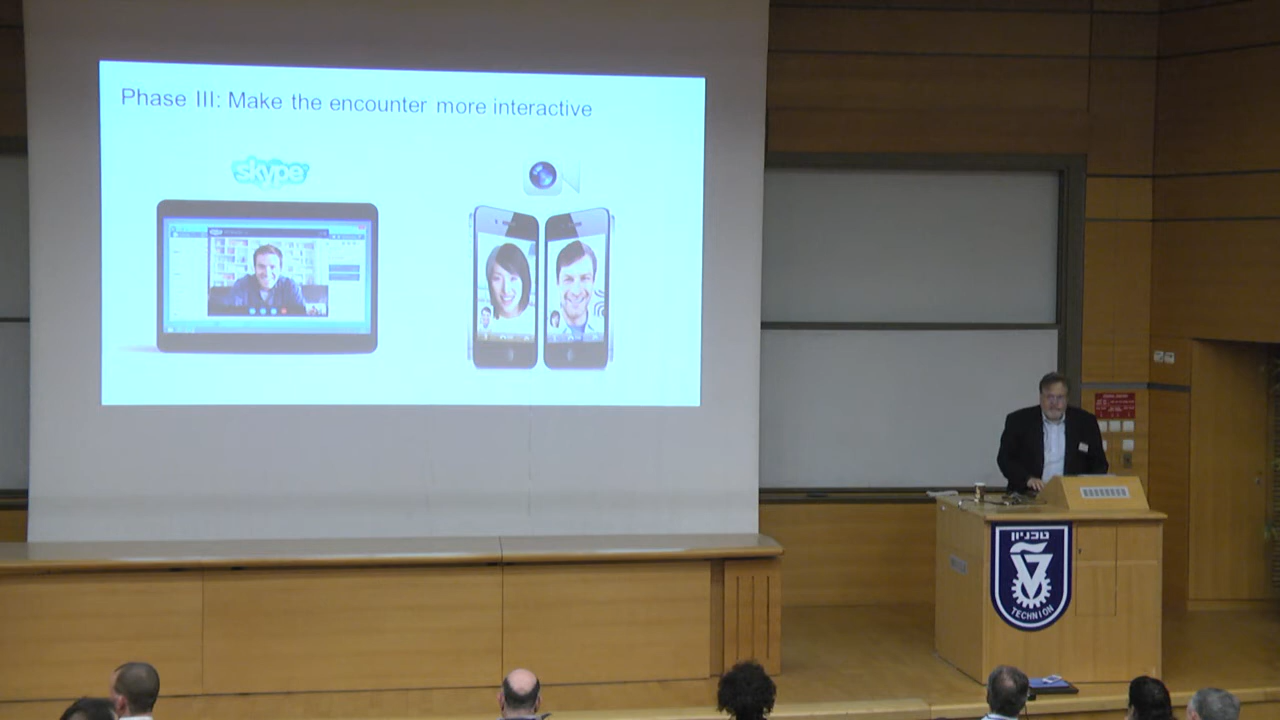 Phase III: Make the encounter more interactive
skype
טכניון
TECHNION